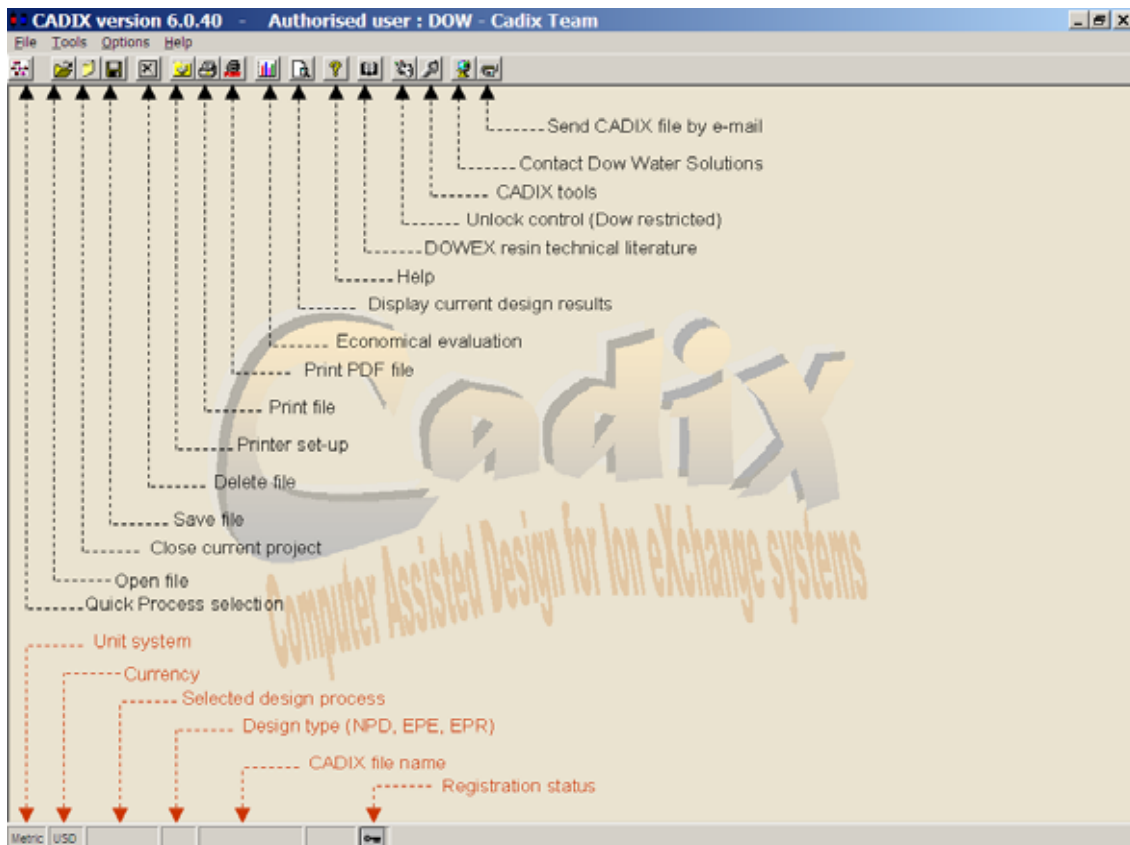 CADIX version 6.0.40 - Authorised user : DOW - Cadix Team
File Tools Options Help
Send CADIX file by e-mail
Contact Dow Water Solutions
CADIX tools
Unlock control (Dow restricted)
DOWEX resin technical literature
Help
Display current design results
Economical evaluation
Print PDF file
Print file
Printer set-up
Delete file
Save file
Close current project
Open file
Quick Process selection
Cadix
Computer Assisted Design for Ion eXchange systems
Unit system
Currency
Selected design process
Design type (NPD, EPE, EPR)
CADIX file name
Registration status
Metric USD